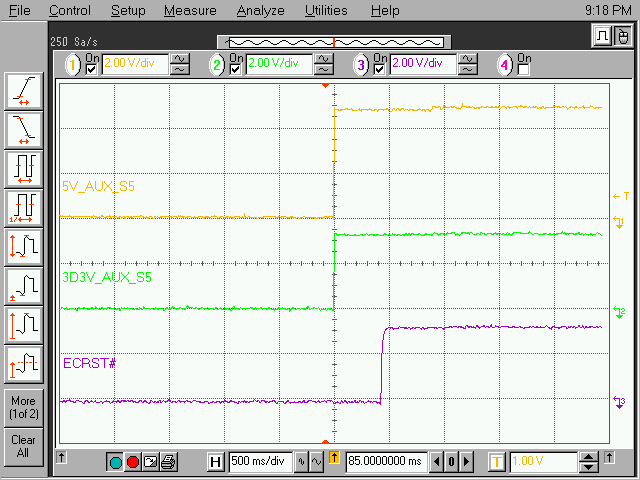 File Control Setup Measure Analyze Utilities Help 9:18 PM
250 Sa/s
1 On 2.00 V/div 2 On 2.00 V/div 3 On 2.00 V/div 4 On
5V_AUX_S5
T
1
3D3V_AUX_S5
2
ECRST#
3
1/
More
(1of 2)
Clear
All
H 500 ms/div 85.0000000 ms 0 T 1.00 V